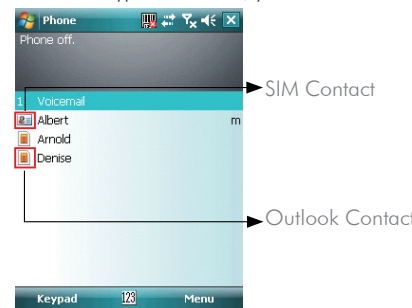 Phone
Phone off.
1 Voicemail
SIM Contact
Albert m
Arnold
Denise
Outlook Contact
Keypad 123 Menu